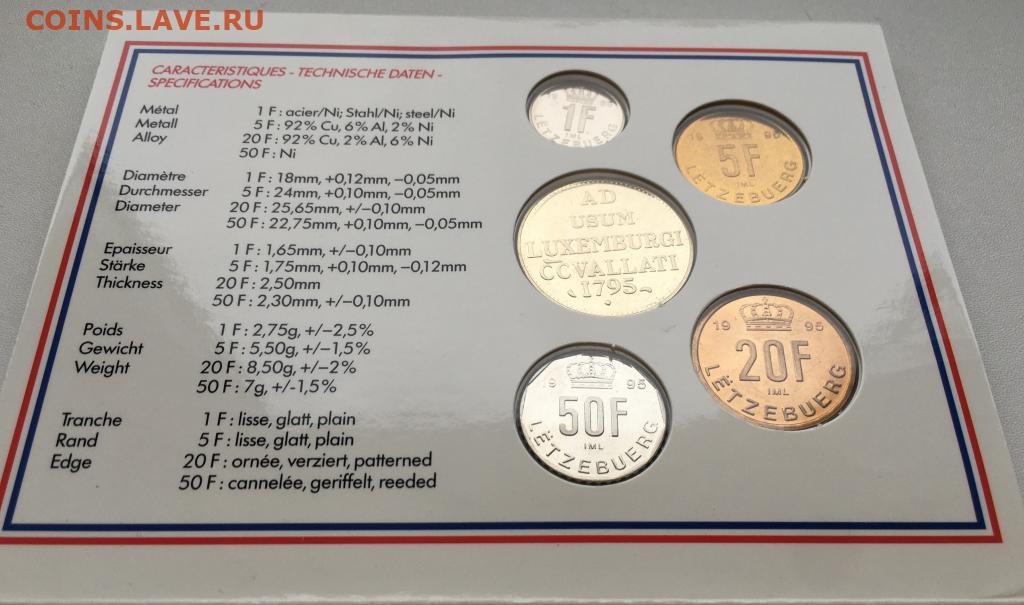 COINS.LAVE.RU
CARACTERISTIQUES - TECHNISCHE DATEN -
SPECIFICATIONS
Métal 1 F : acier/Ni; Stahl/Ni; steel/Ni
Metall 5 F : 92% Cu, 6% Al, 2% Ni
Alloy 20 F : 92% Cu, 2% Al, 6% Ni
50 F : Ni
Diamètre 1 F : 18mm, +0,12mm, −0,05mm
Durchmesser 5 F : 24mm, +0,10mm, −0,05mm
Diameter 20 F : 25,65mm, +/−0,10mm
50 F : 22,75mm, +0,10mm, −0,05mm
Epaisseur 1 F : 1,65mm, +/−0,10mm
Stärke 5 F : 1,75mm, +0,10mm, −0,12mm
Thickness 20 F : 2,50mm
50 F : 2,30mm, +/−0,10mm
Poids 1 F : 2,75g, +/−2,5%
Gewicht 5 F : 5,50g, +/−1,5%
Weight 20 F : 8,50g, +/−2%
50 F : 7g, +/-1,5%
Tranche 1 F : lisse, glatt, plain
Rand 5 F : lisse, glatt, plain
Edge 20 F : ornée, verziert, patterned
50 F : cannelée, geriffelt, reeded
1F
IML
LËTZEBUERG
19 95
5F
IML
LËTZEBUERG
AD
USUM
LUXEMBURGI
CC VALLATI
1795
19 95
20F
IML
LËTZEBUERG
19 95
50F
IML
LËTZEBUERG